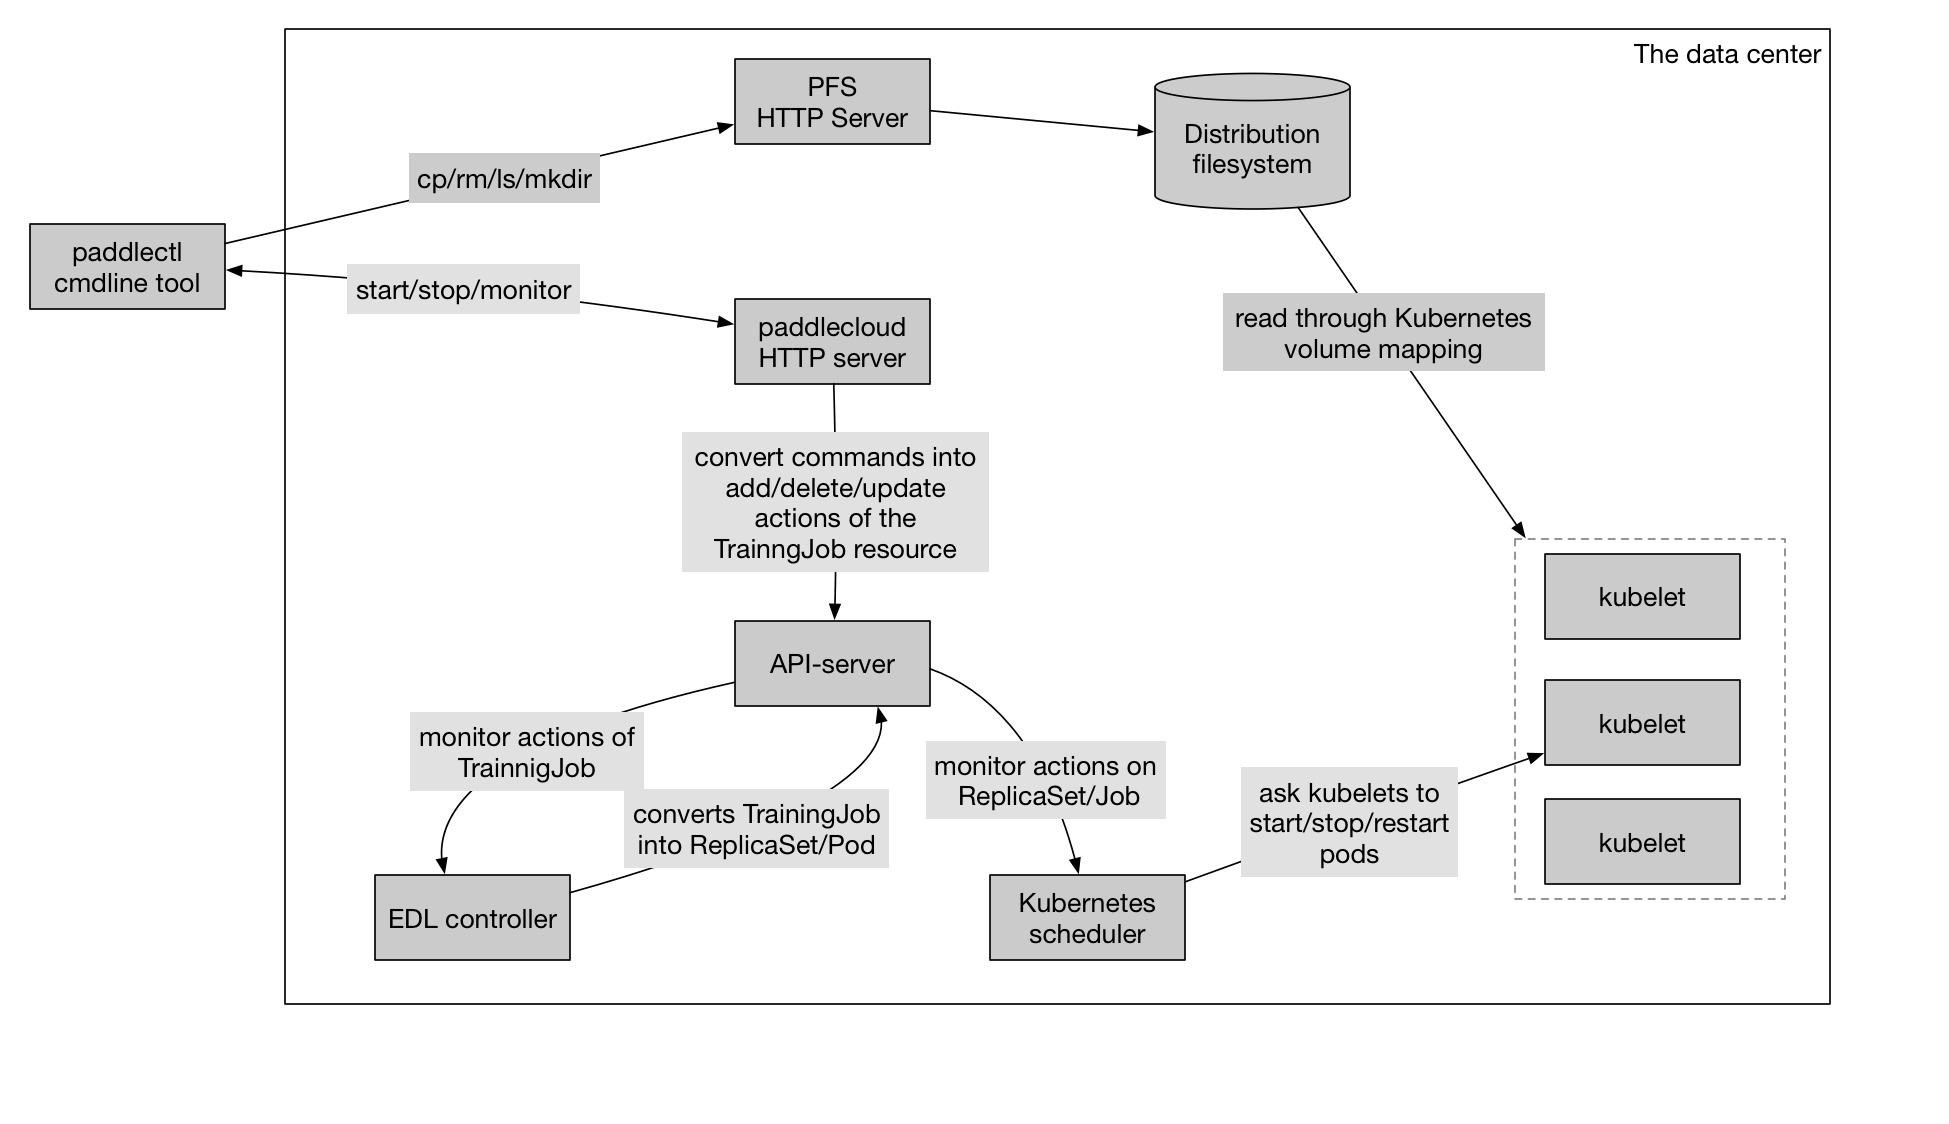 The data center
PFS
HTTP Server
Distribution
filesystem
cp/rm/ls/mkdir
paddlectl
cmdline tool
start/stop/monitor
paddlecloud
HTTP server
read through Kubernetes
volume mapping
convert commands into
add/delete/update
actions of the
TrainngJob resource
kubelet
API-server
kubelet
monitor actions of
TrainnigJob
monitor actions on
ReplicaSet/Job
converts TrainingJob
into ReplicaSet/Pod
ask kubelets to
start/stop/restart
pods
kubelet
EDL controller
Kubernetes
scheduler